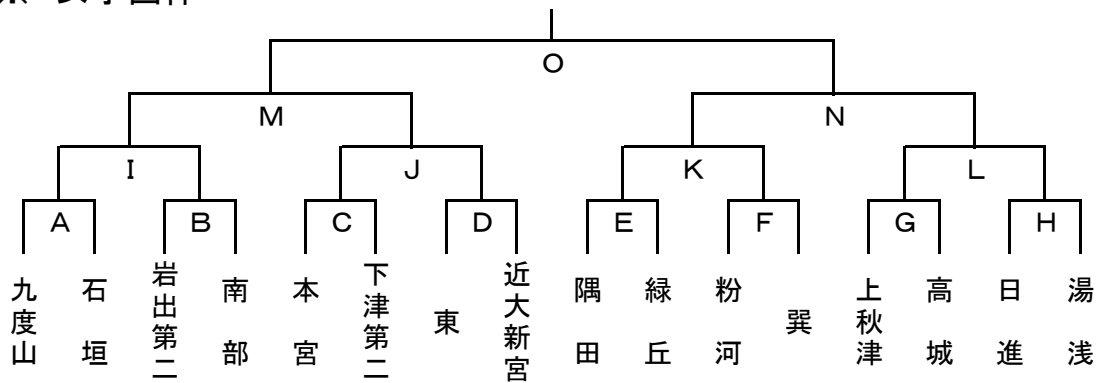 O
M N
I J K L
A B C D E F G H
九度山 石垣 岩出第二 南部 本宮 下津第二 東 近大新宮 隅田 緑丘 粉河 巽 上秋津 高城 日進 湯浅